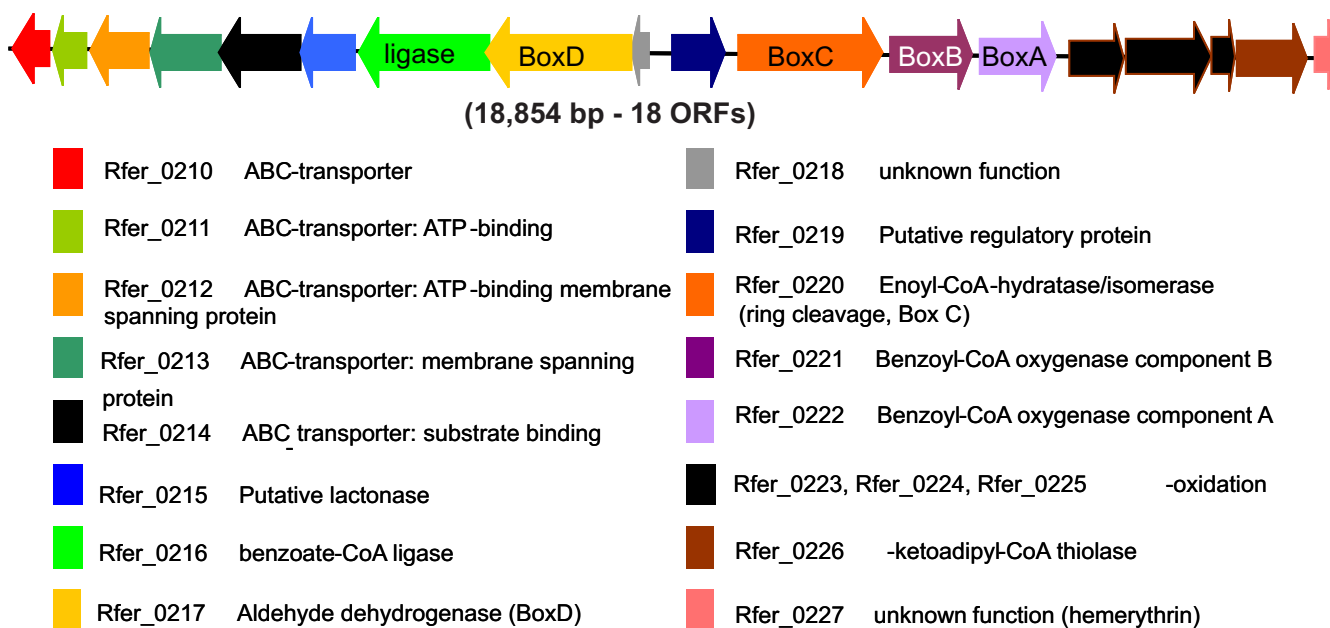 ligase BoxD BoxC BoxB BoxA
(18,854 bp - 18 ORFs)
Rfer_0210 ABC-transporter
Rfer_0211 ABC-transporter: ATP-binding
Rfer_0212 ABC-transporter: ATP-binding membrane
spanning protein
Rfer_0213 ABC-transporter: membrane spanning
protein
Rfer_0214 ABC_transporter: substrate binding
Rfer_0215 Putative lactonase
Rfer_0216 benzoate-CoA ligase
Rfer_0217 Aldehyde dehydrogenase (BoxD)
Rfer_0218 unknown function
Rfer_0219 Putative regulatory protein
Rfer_0220 Enoyl-CoA-hydratase/isomerase
(ring cleavage, Box C)
Rfer_0221 Benzoyl-CoA oxygenase component B
Rfer_0222 Benzoyl-CoA oxygenase component A
Rfer_0223, Rfer_0224, Rfer_0225 -oxidation
Rfer_0226 -ketoadipyl-CoA thiolase
Rfer_0227 unknown function (hemerythrin)